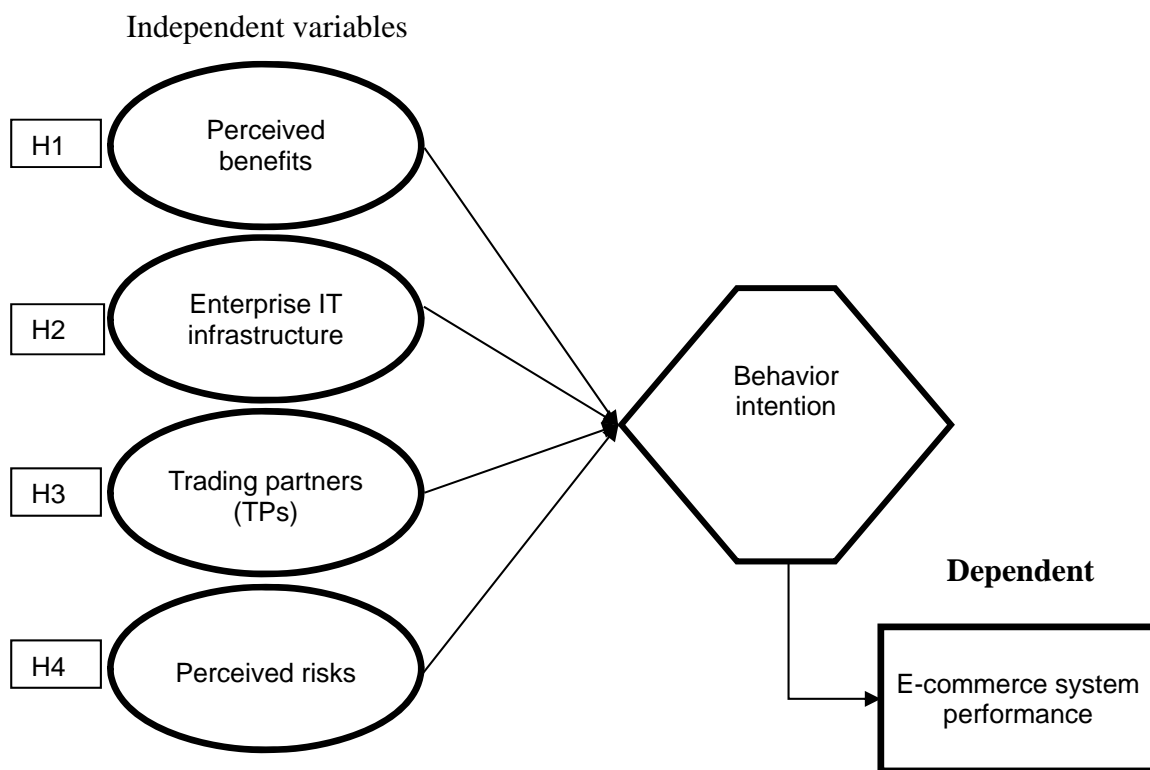 Independent variables
H1
Perceived
benefits
H2
Enterprise IT
infrastructure
H3
Trading partners
(TPs)
H4
Perceived risks
Behavior
intention
Dependent
E-commerce system
performance